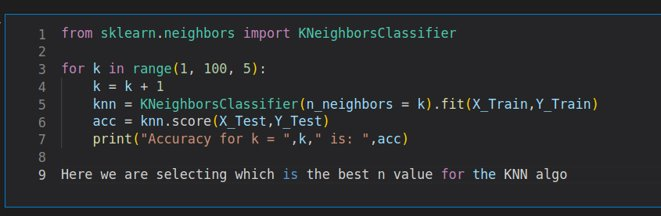 1 from sklearn.neighbors import KNeighborsClassifier
2
3 for k in range(1, 100, 5):
4     k = k + 1
5     knn = KNeighborsClassifier(n_neighbors = k).fit(X_Train,Y_Train)
6     acc = knn.score(X_Test,Y_Test)
7     print("Accuracy for k = ",k," is: ",acc)
8
9 Here we are selecting which is the best n value for the KNN algo